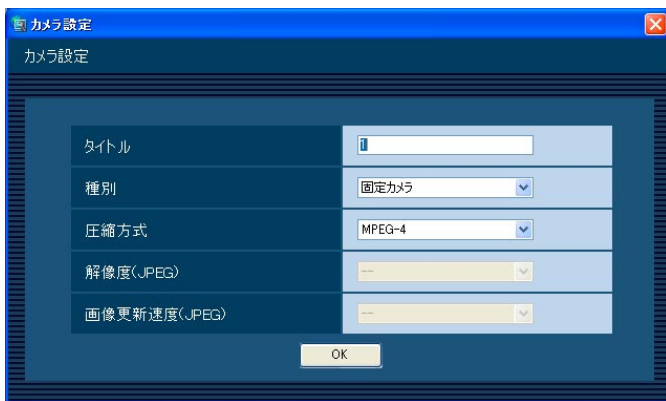 カメラ設定
カメラ設定
タイトル 1
種別 固定カメラ
圧縮方式 MPEG-4
解像度(JPEG) --
画像更新速度(JPEG) --
OK